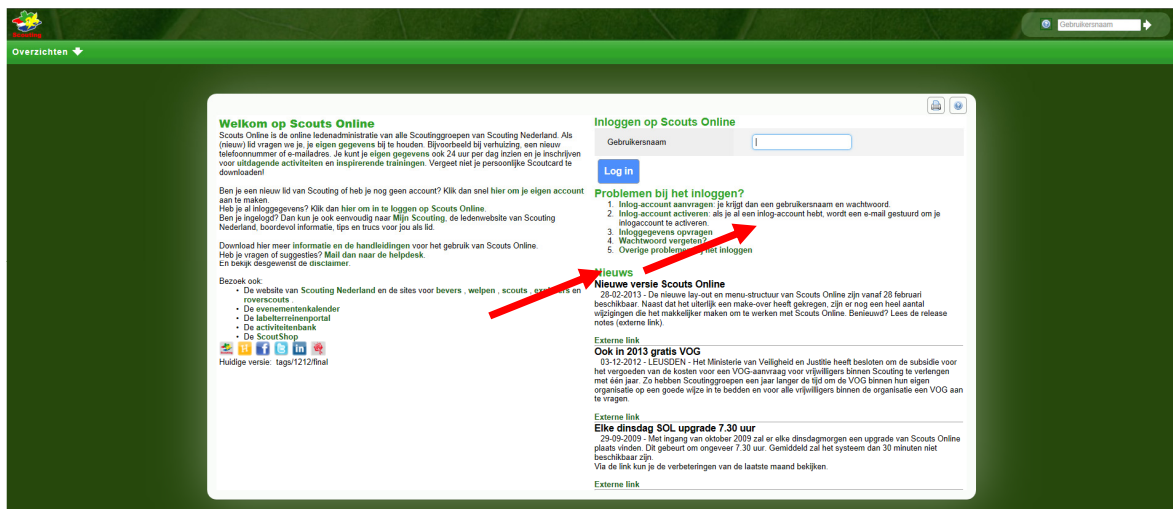 Scouting
Gebruikersnaam
Overzichten
Welkom op Scouts Online
Scouts Online is de online ledenadministratie van alle Scoutinggroepen van Scouting Nederland. Als
(nieuw) lid vragen we je, je eigen gegevens bij te houden. Bijvoorbeeld bij verhuizing, een nieuw
telefoonnummer of e-mailadres. Je kunt je eigen gegevens ook 24 uur per dag inzien en je inschrijven
voor uitdagende activiteiten en inspirerende trainingen. Vergeet niet je persoonlijke Scoutcard te
downloaden!
Ben je een nieuw lid van Scouting of heb je nog geen account? Klik dan snel hier om je eigen account
aan te maken.
Heb je al inloggegevens? Klik dan hier om in te loggen op Scouts Online.
Ben je ingelogd? Dan kun je ook eenvoudig naar Mijn Scouting, de ledenwebsite van Scouting
Nederland, boordevol informatie, tips en trucs voor jou als lid.
Download hier meer informatie en de handleidingen voor het gebruik van Scouts Online.
Heb je vragen of suggesties? Mail dan naar de helpdesk.
En bekijk desgewenst de disclaimer.
Bezoek ook:
• De website van Scouting Nederland en de sites voor bevers , welpen , scouts , explorers en
roverscouts .
• De evenementenkalender
• De labelterreinenportal
• De activiteitenbank
• De ScoutShop
Huidige versie: tags/1212/final
Inloggen op Scouts Online
Gebruikersnaam
Log in
Problemen bij het inloggen?
1. Inlog-account aanvragen: je krijgt dan een gebruikersnaam en wachtwoord.
2. Inlog-account activeren: als je al een inlog-account hebt, wordt een e-mail gestuurd om je
inlogaccount te activeren.
3. Inloggegevens opvragen
4. Wachtwoord vergeten?
5. Overige problemen bij het inloggen
Nieuws
Nieuwe versie Scouts Online
28-02-2013 - De nieuwe lay-out en menu-structuur van Scouts Online zijn vanaf 28 februari
beschikbaar. Naast dat het uiterlijk een make-over heeft gekregen, zijn er nog een heel aantal
wijzigingen die het makkelijker maken om te werken met Scouts Online. Benieuwd? Lees de release
notes (externe link).
Externe link
Ook in 2013 gratis VOG
03-12-2012 - LEUSDEN - Het Ministerie van Veiligheid en Justitie heeft besloten om de subsidie voor
het vergoeden van de kosten voor een VOG-aanvraag voor vrijwilligers binnen Scouting te verlengen
met één jaar. Zo hebben Scoutinggroepen een jaar langer de tijd om de VOG binnen hun eigen
organisatie op een goede wijze in te bedden en voor alle vrijwilligers binnen de organisatie een VOG aan
te vragen.
Externe link
Elke dinsdag SOL upgrade 7.30 uur
29-09-2009 - Met ingang van oktober 2009 zal er elke dinsdagmorgen een upgrade van Scouts Online
plaats vinden. Dit gebeurt om ongeveer 7.30 uur. Gemiddeld zal het systeem dan 30 minuten niet
beschikbaar zijn.
Via de link kun je de verbeteringen van de laatste maand bekijken.
Externe link